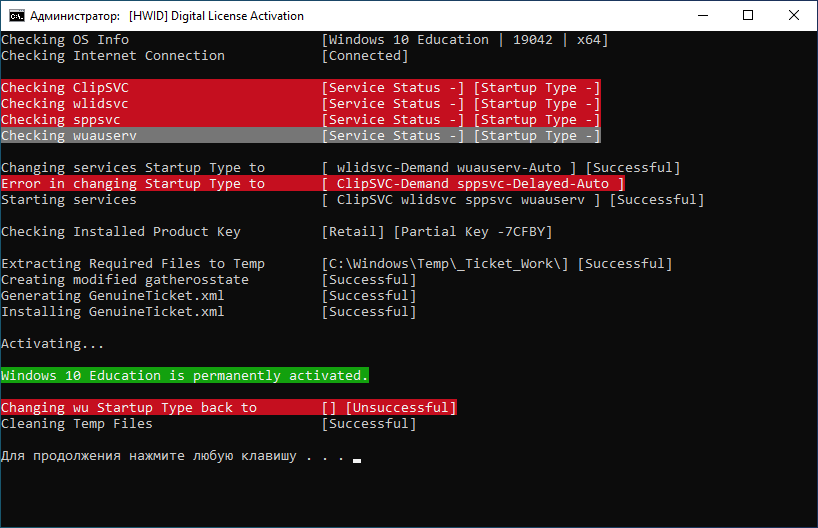 Администратор: [HWID] Digital License Activation
Checking OS Info [Windows 10 Education | 19042 | x64]
Checking Internet Connection [Connected]
Checking ClipSVC [Service Status -] [Startup Type -]
Checking wlidsvc [Service Status -] [Startup Type -]
Checking sppsvc [Service Status -] [Startup Type -]
Checking wuauserv [Service Status -] [Startup Type -]
Changing services Startup Type to [ wlidsvc-Demand wuauserv-Auto ] [Successful]
Error in changing Startup Type to [ ClipSVC-Demand sppsvc-Delayed-Auto ]
Starting services [ ClipSVC wlidsvc sppsvc wuauserv ] [Successful]
Checking Installed Product Key [Retail] [Partial Key -7CFBY]
Extracting Required Files to Temp [C:\Windows\Temp\_Ticket_Work\] [Successful]
Creating modified gatherosstate [Successful]
Generating GenuineTicket.xml [Successful]
Installing GenuineTicket.xml [Successful]
Activating...
Windows 10 Education is permanently activated.
Changing wu Startup Type back to [] [Unsuccessful]
Cleaning Temp Files [Successful]
Для продолжения нажмите любую клавишу . . .